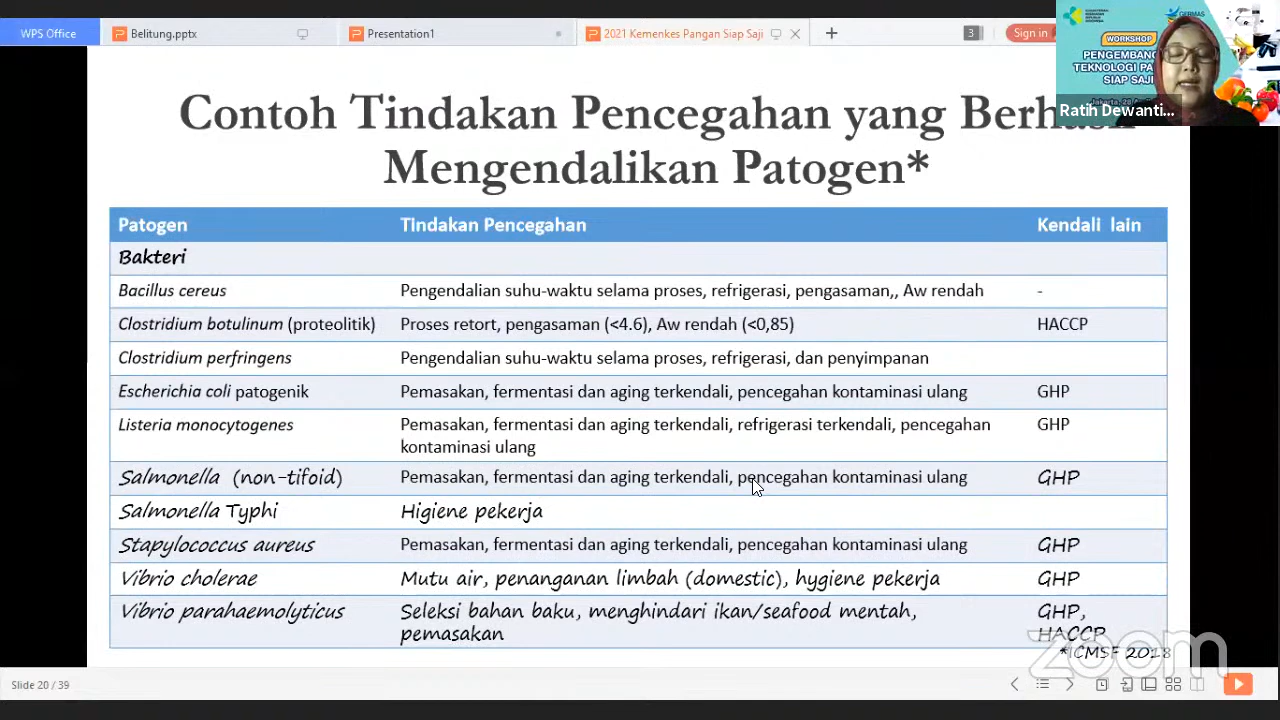 WPS Office Belitung.pptx Presentation1 2021 Kemenkes Pangan Siap Saji 3 Sign in
GERMAS
WORKSHOP
TEKNOLOGI
SIAP SAJI
Ratih Dewanti...
Contoh Tindakan Pencegahan yang
Mengendalikan Patogen*
Patogen Tindakan Pencegahan Kendali lain
Bakteri
Bacillus cereus Pengendalian suhu-waktu selama proses, refrigerasi, pengasaman,, Aw rendah -
Clostridium botulinum (proteolitik) Proses retort, pengasaman (<4.6), Aw rendah (<0,85) HACCP
Clostridium perfringens Pengendalian suhu-waktu selama proses, refrigerasi, dan penyimpanan
Escherichia coli patogenik Pemasakan, fermentasi dan aging terkendali, pencegahan kontaminasi ulang GHP
Listeria monocytogenes Pemasakan, fermentasi dan aging terkendali, refrigerasi terkendali, pencegahan GHP
kontaminasi ulang
Salmonella (non-tifoid) Pemasakan, fermentasi dan aging terkendali, pencegahan kontaminasi ulang GHP
Salmonella Typhi Higiene pekerja
Stapylococcus aureus Pemasakan, fermentasi dan aging terkendali, pencegahan kontaminasi ulang GHP
Vibrio cholerae Mutu air, penanganan limbah (domestic), hygiene pekerja GHP
Vibrio parahaemolyticus Seleksi bahan baku, menghindari ikan/seafood mentah, GHP,
pemasakan HACCP
*ICMSF 2018
zoom
Slide 20 / 39